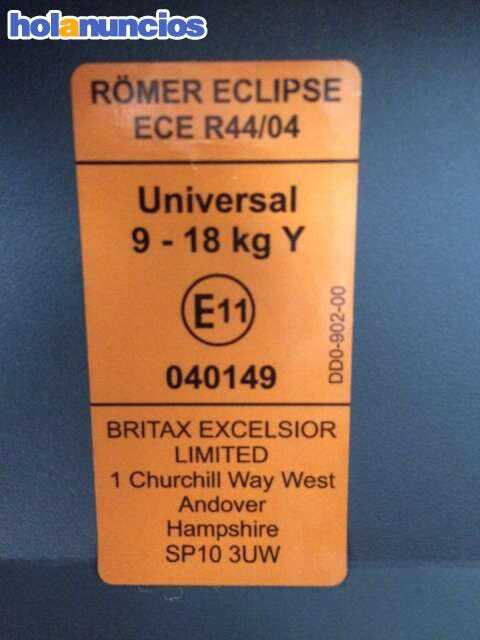 holanuncios
RÖMER ECLIPSE
ECE R44/04
Universal
9 - 18 kg Y
E11
040149
DD0-902-00
BRITAX EXCELSIOR
LIMITED
1 Churchill Way West
Andover
Hampshire
SP10 3UW